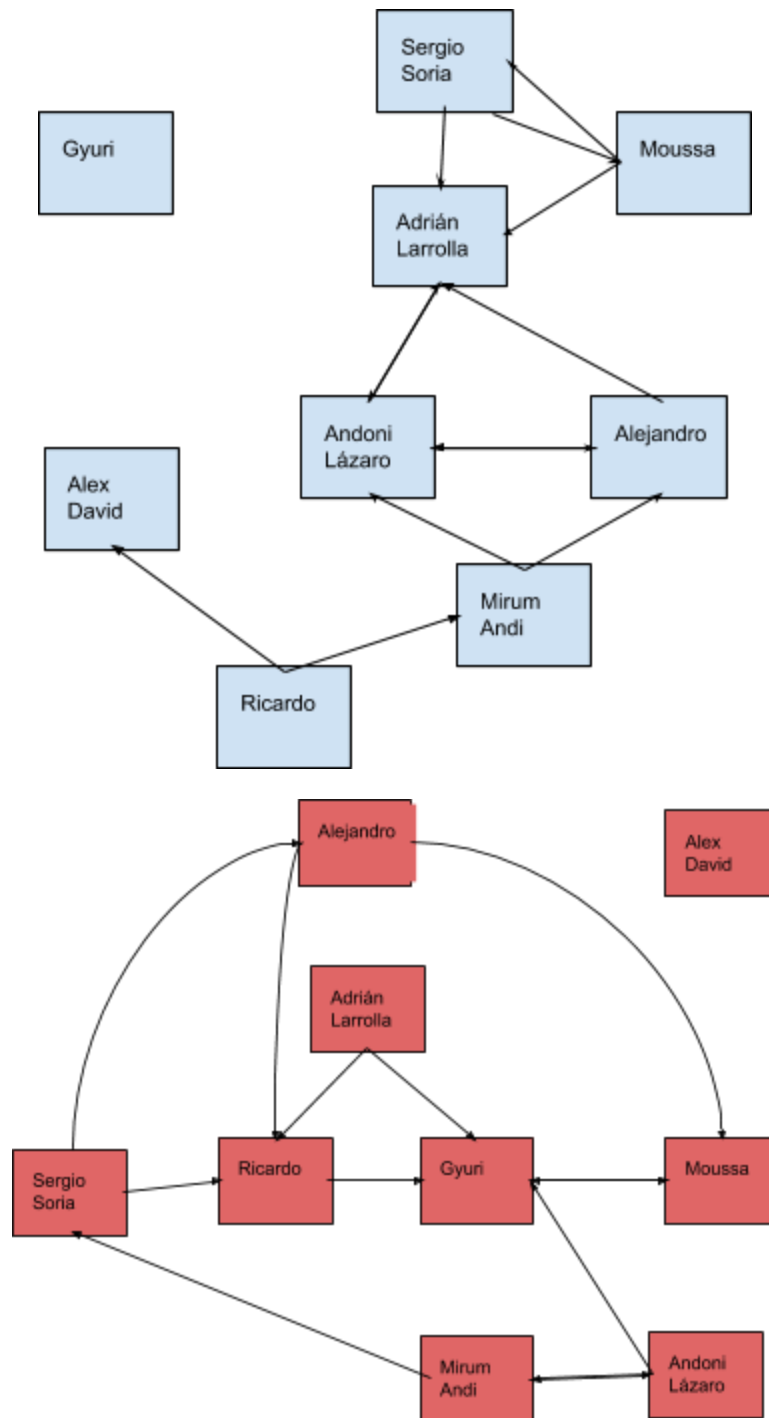 Sergio
Soria
Gyuri
Moussa
Adrián
Larrolla
Andoni
Lázaro
Alejandro
Alex
David
Mirum
Andi
Ricardo
Alejandro
Alex
David
Adrián
Larrolla
Sergio
Soria
Ricardo
Gyuri
Moussa
Mirum
Andi
Andoni
Lázaro